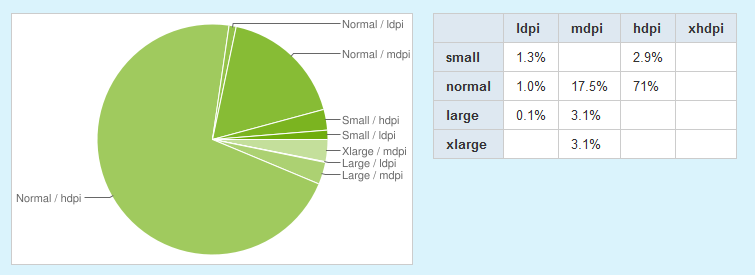 Normal / ldpi
Normal / mdpi
Small / hdpi
Small / ldpi
Xlarge / mdpi
Large / ldpi
Large / mdpi
Normal / hdpi
ldpi mdpi hdpi xhdpi
small 1.3% 2.9%
normal 1.0% 17.5% 71%
large 0.1% 3.1%
xlarge 3.1%